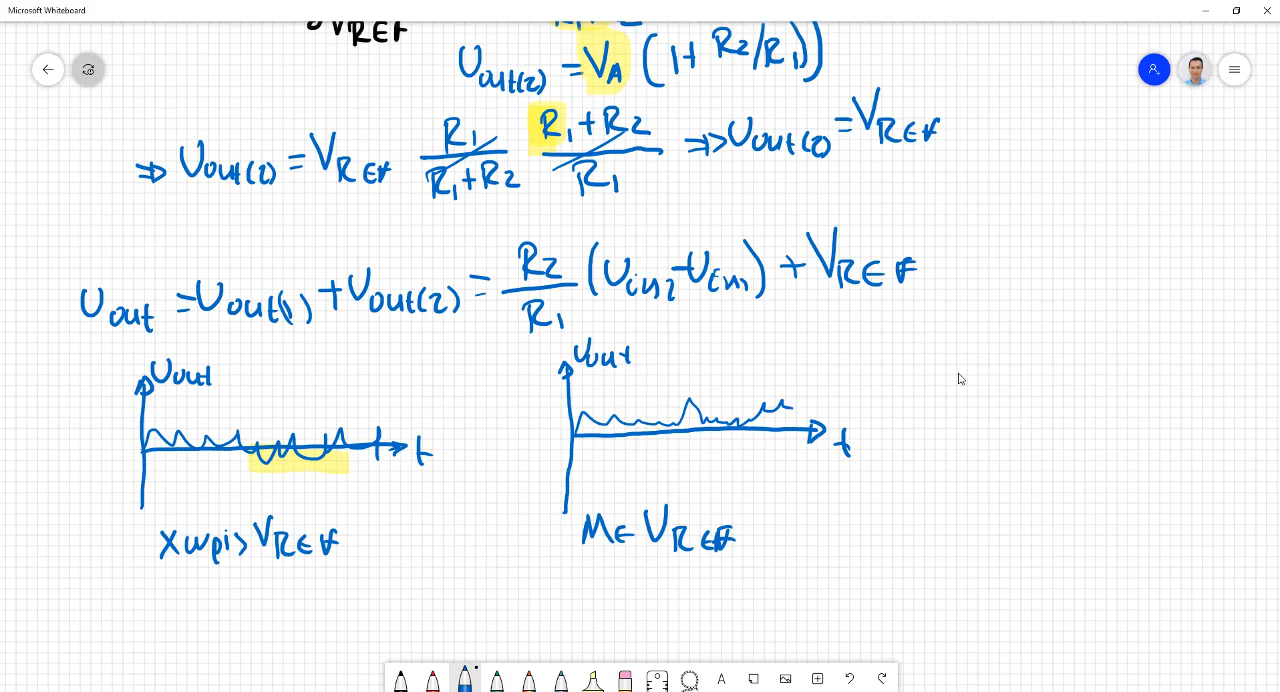 Microsoft Whiteboard
VREF
Uout(2) = VA (1 + R2/R1))
⇒ Uout(2) = VREF R1/(R1+R2) (R1+R2)/R1 ⇒ Uout(2) = VREF
Uout = Uout(1) + Uout(2) = R2/R1 (Uin2 - Uin1) + VREF
Uout
Uout
t
t
χωρίς VREF
ΜΕ VREF
A